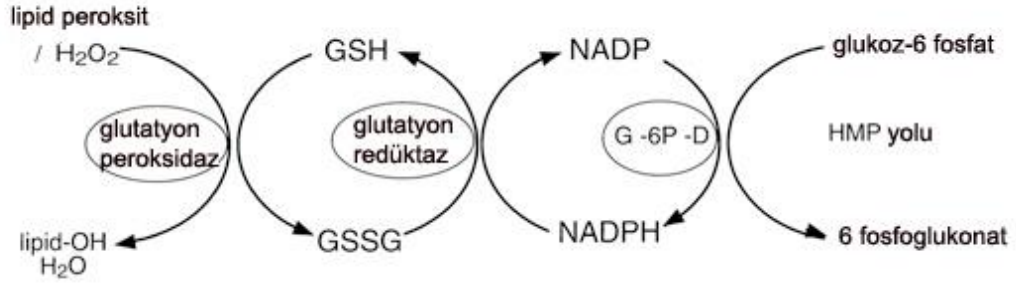 lipid peroksit
/ H₂O₂
GSH
NADP
glukoz-6 fosfat
glutatyon
peroksidaz
glutatyon
redüktaz
G -6P -D
HMP yolu
lipid-OH
H₂O
GSSG
NADPH
6 fosfoglukonat